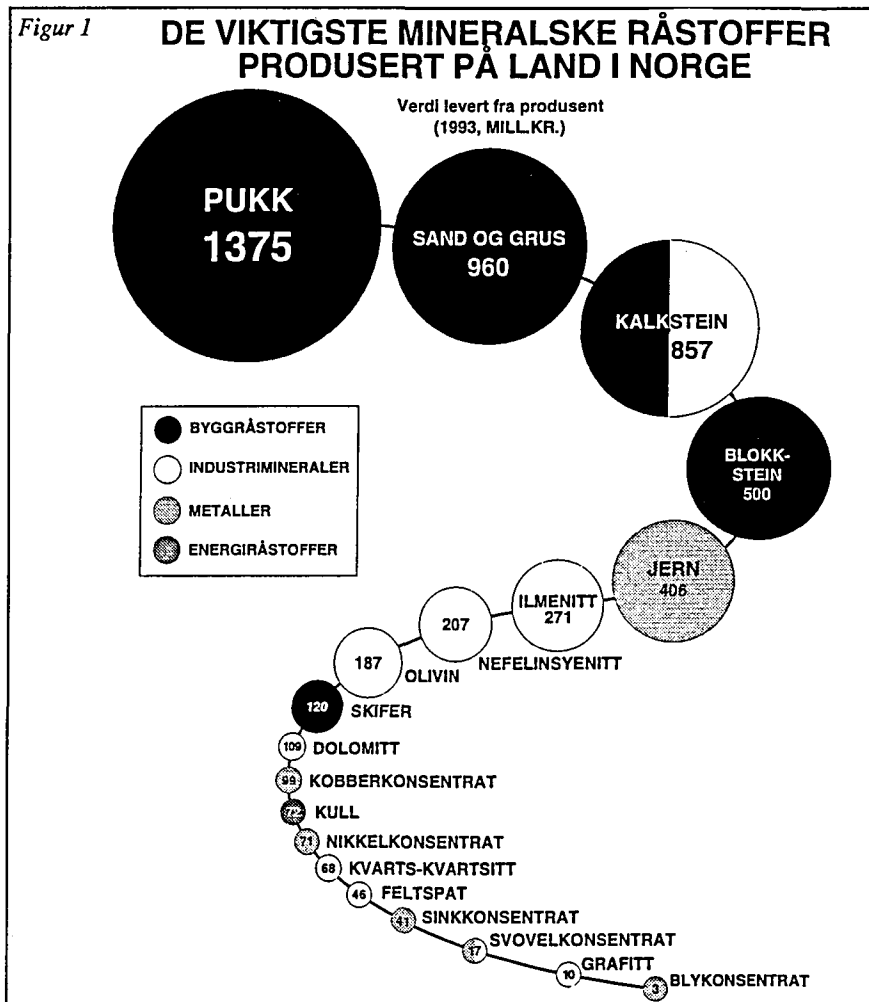 Figur 1
DE VIKTIGSTE MINERALSKE RÅSTOFFER
PRODUSERT PÅ LAND I NORGE
Verdi levert fra produsent
(1993, MILL.KR.)
PUKK
1375
SAND OG GRUS
960
KALKSTEIN
857
BLOKK-
STEIN
500
JERN
406
ILMENITT
271
207
NEFELINSYENITT
187
OLIVIN
120
SKIFER
109
DOLOMITT
99
KOBBERKONSENTRAT
KULL
71
NIKKELKONSENTRAT
68
KVARTS-KVARTSITT
46
FELTSPAT
41
SINKKONSENTRAT
17
SVOVELKONSENTRAT
10
GRAFITT
3
BLYKONSENTRAT
BYGGRÅSTOFFER
INDUSTRIMINERALER
METALLER
ENERGIRÅSTOFFER